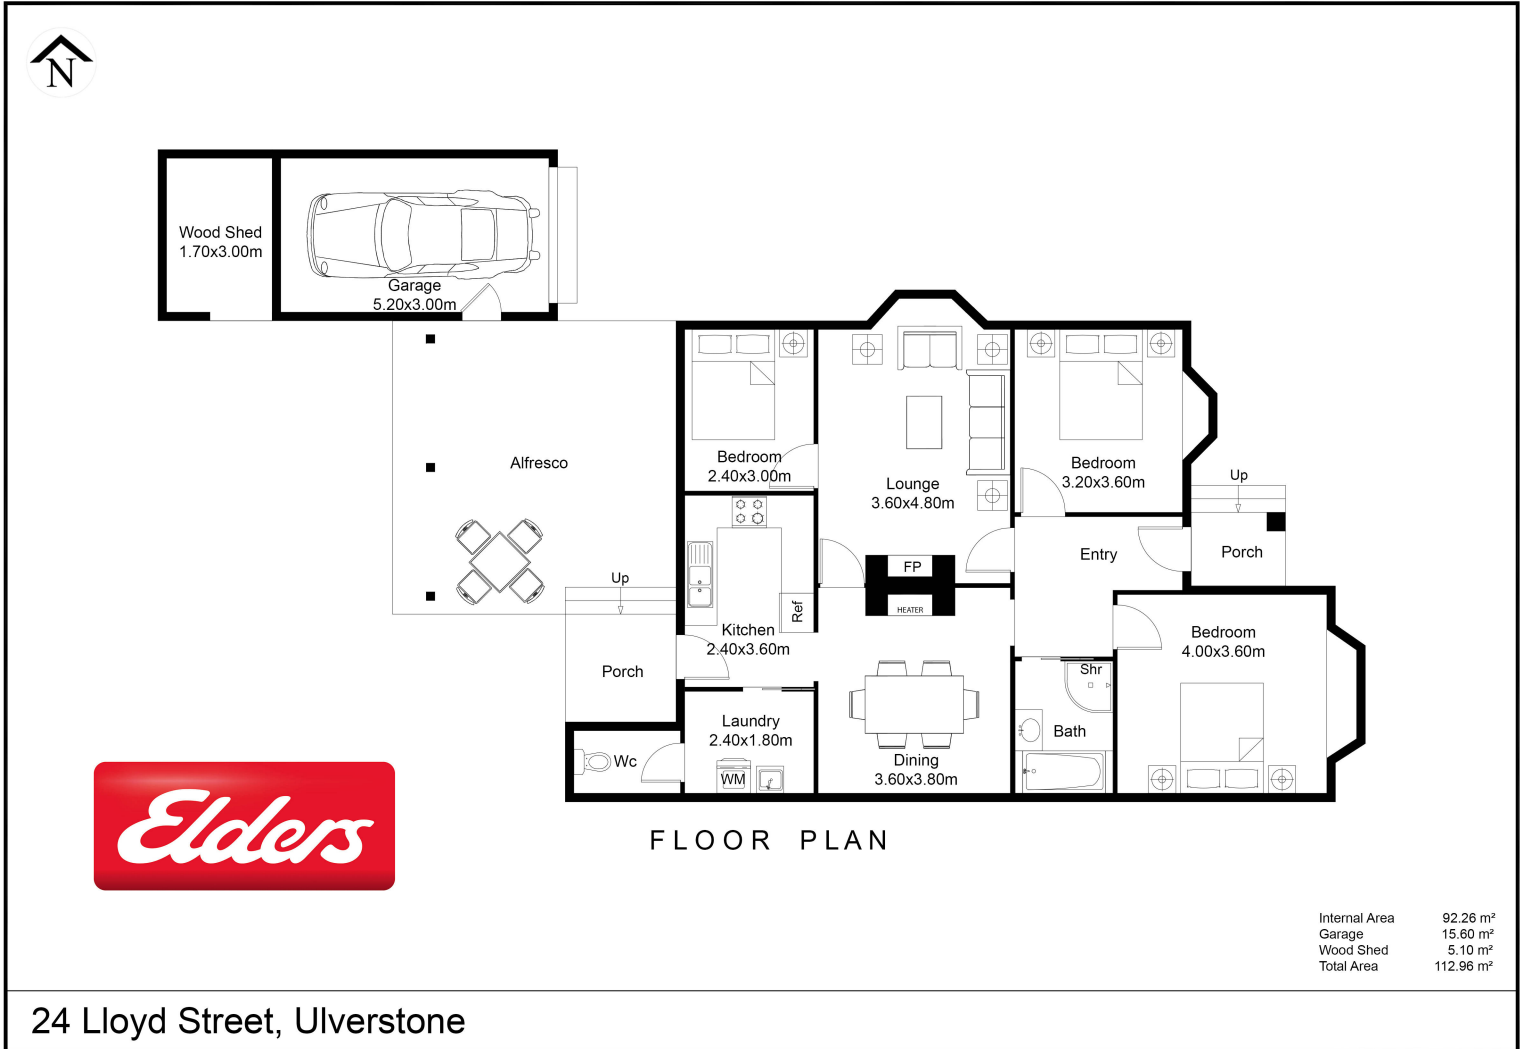 N
Wood Shed
1.70x3.00m
Garage
5.20x3.00m
Alfresco
Bedroom
2.40x3.00m
Lounge
3.60x4.80m
Bedroom
3.20x3.60m
Up
Entry
Porch
FP
HEATER
Up
Ref
Kitchen
2.40x3.60m
Porch
Bedroom
4.00x3.60m
Shr
Bath
Laundry
2.40x1.80m
Wc
WM
Dining
3.60x3.80m
Elders
FLOOR PLAN
Internal Area 92.26 m²
Garage 15.60 m²
Wood Shed 5.10 m²
Total Area 112.96 m²
24 Lloyd Street, Ulverstone